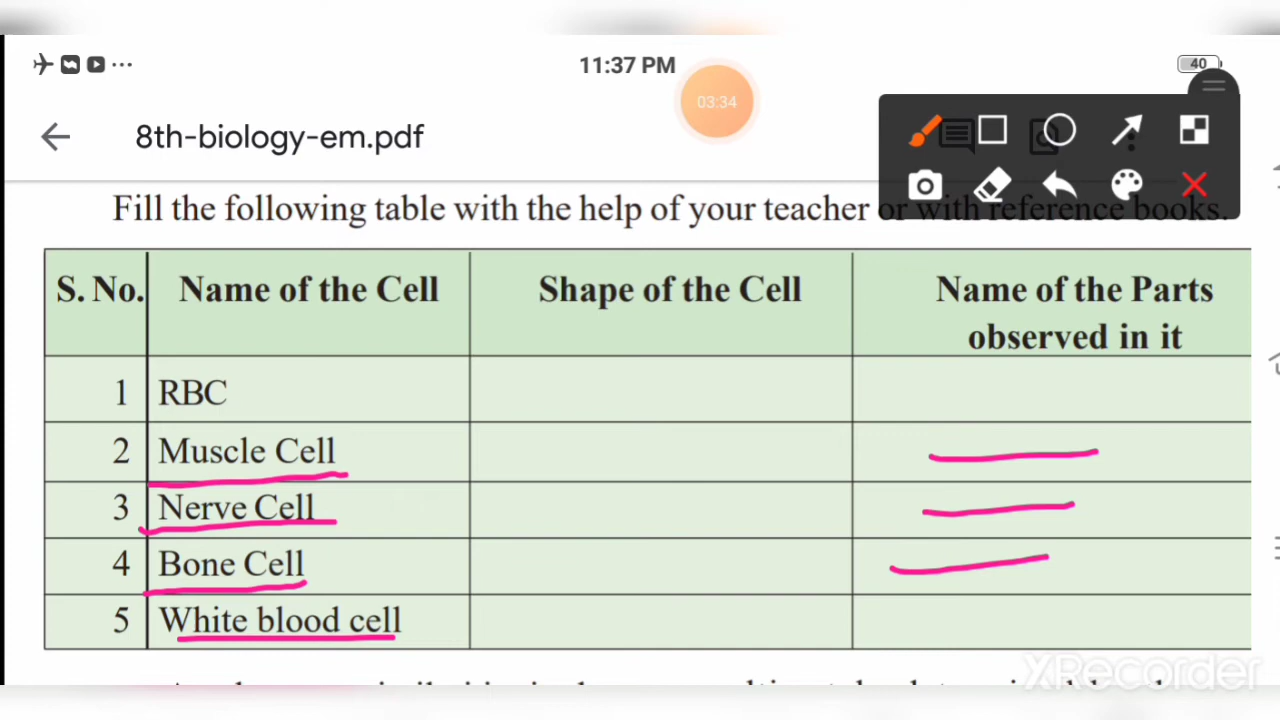 11:37 PM
40
03:34
8th-biology-em.pdf
Fill the following table with the help of your teacher or with reference books.
S. No. Name of the Cell Shape of the Cell Name of the Parts observed in it
1 RBC
2 Muscle Cell
3 Nerve Cell
4 Bone Cell
5 White blood cell
XRecorder